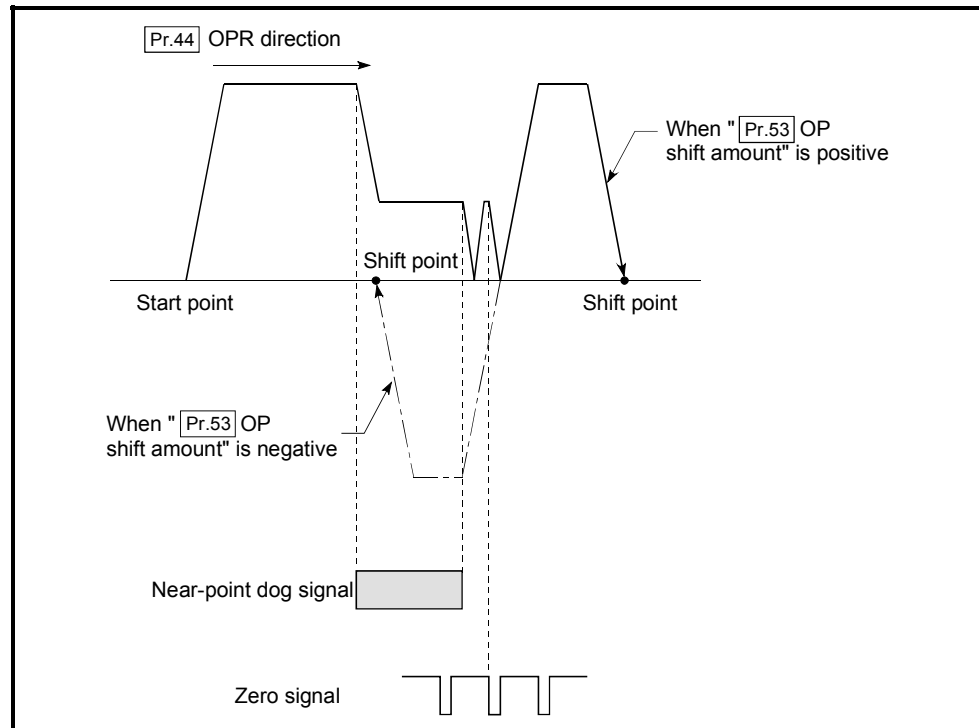 Pr.44 OPR direction
When " Pr.53 OP
shift amount" is positive
Shift point
Start point
Shift point
When " Pr.53 OP
shift amount" is negative
Near-point dog signal
Zero signal